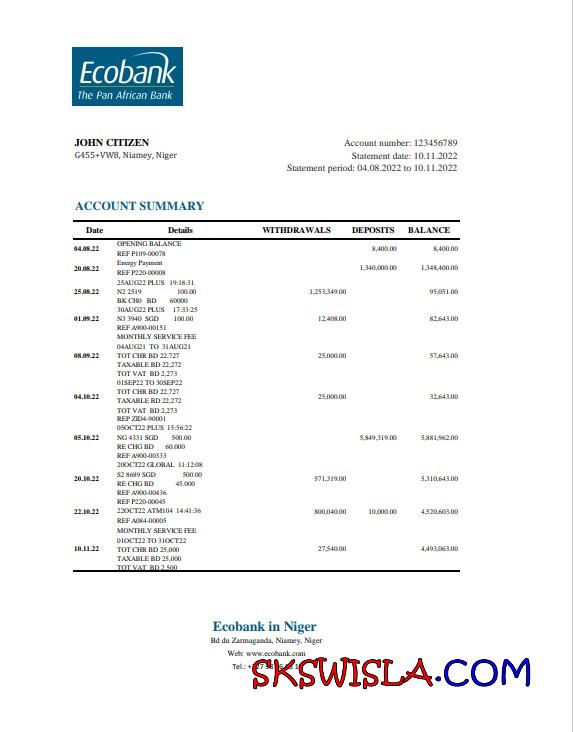 Ecobank
The Pan African Bank
JOHN CITIZEN
G455+VW8, Niamey, Niger
Account number: 123456789
Statement date: 10.11.2022
Statement period: 04.08.2022 to 10.11.2022
ACCOUNT SUMMARY
Date Details WITHDRAWALS DEPOSITS BALANCE
OPENING BALANCE
04.08.22 8,400.00 8,400.00
REF P109-00078
Energy Payment
20.08.22 1,340,000.00 1,348,400.00
REF P220-00008
25AUG22 PLUS 19:18:31
25.08.22 N2 2519 100.00 1,253,349.00 95,051.00
BK CH0 BD 60000
30AUG22 PLUS 17:33:25
01.09.22 N3 3940 SGD 100.00 12,408.00 82,643.00
REF A900-00151
MONTHLY SERVICE FEE
04AUG21 TO 31AUG21
08.09.22 TOT CHR BD 22,727 25,000.00 57,643.00
TAXABLE BD 22,272
TOT VAT BD 2,273
01SEP22 TO 30SEP22
TOT CHR BD 22,727
04.10.22 25,000.00 32,643.00
TAXABLE BD 22,272
TOT VAT BD 2,273
REP ZID4-90001
05OCT22 PLUS 15:56:22
05.10.22 NG 4331 SGD 500.00 5,849,319.00 5,881,962.00
RE CHG BD 60.000
REF A900-00333
20OCT22 GLOBAL 11:12:08
S2 8689 SGD 500.00
20.10.22 571,319.00 5,310,643.00
RE CHG BD 45.000
REF A900-00436
REF P220-00045
22.10.22 22OCT22 ATM104 14:41:36 800,040.00 10,000.00 4,520,603.00
REF A084-00005
MONTHLY SERVICE FEE
01OCT22 TO 31OCT22
10.11.22 TOT CHR BD 25,000 27,540.00 4,493,063.00
TAXABLE BD 25,000
TOT VAT BD 2,500
Ecobank in Niger
Bd du Zarmaganda, Niamey, Niger
Web: www.ecobank.com
Tel.:
SKSWISLA.COM